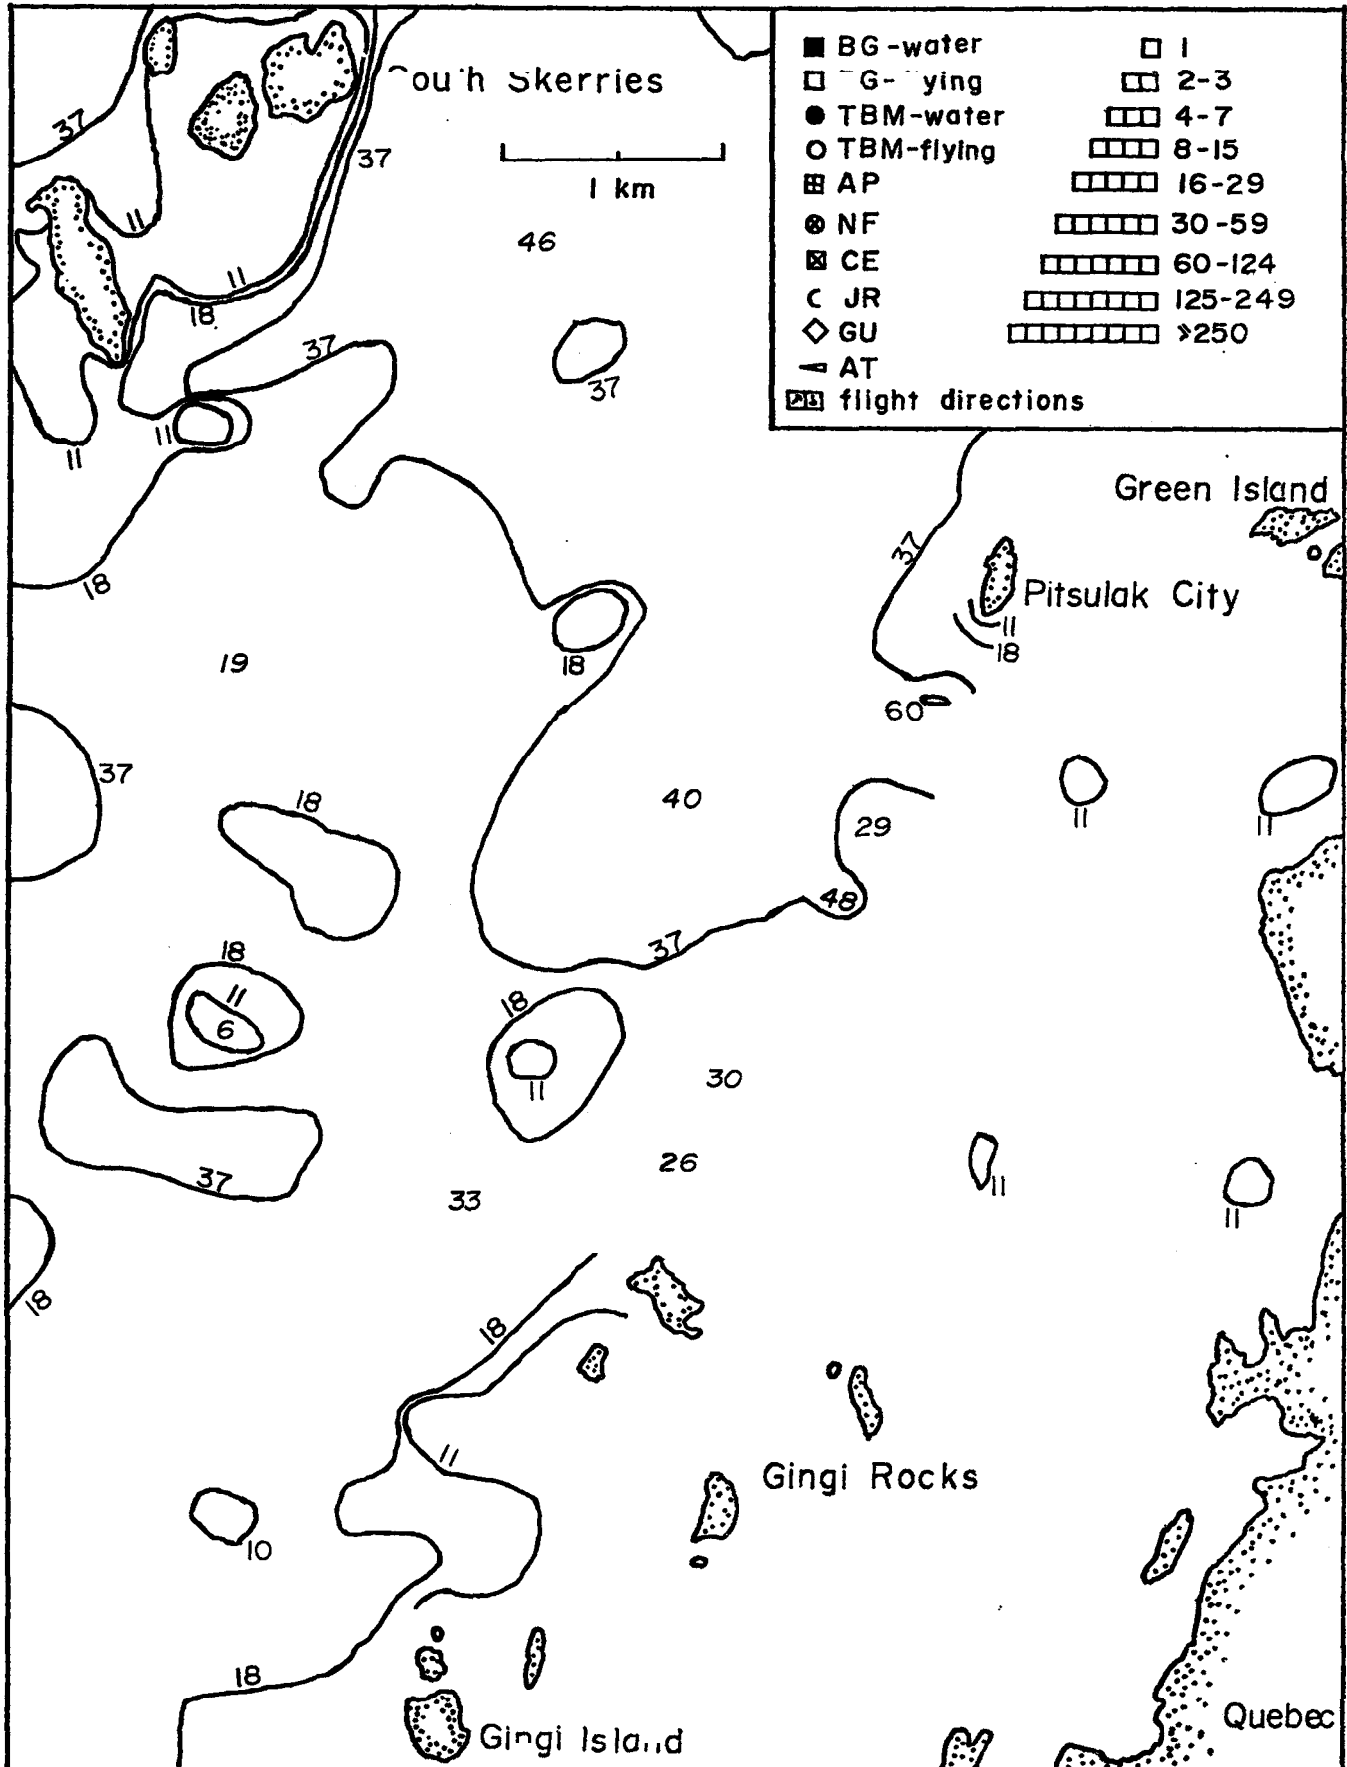 BG-water 1
2-3
TBM-water 4-7
TBM-flying 8-15
AP 16-29
NF 30-59
CE 60-124
JR 125-249
GU ≥250
AT
flight directions
Skerries
1 km
37
37
11
46
11
18
37
37
11
11
Green Island
37
18
Pitsulak City
11
18
18
19
60
37
18
40
29
11
11
48
37
18
18
11
6
11
30
26
37
33
11
11
18
18
11
Gingi Rocks
10
18
Quebec
Gingi Island